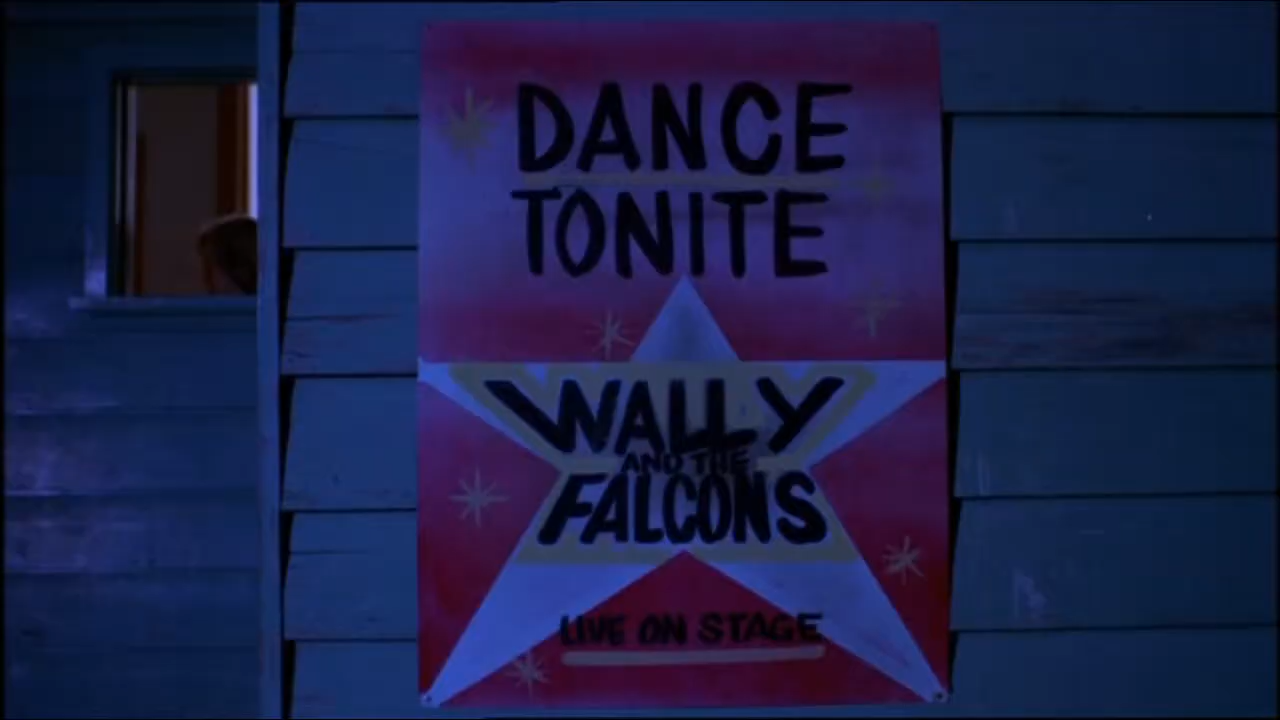 DANCE
TONITE
WALLY
AND THE
FALCONS
LIVE ON STAGE